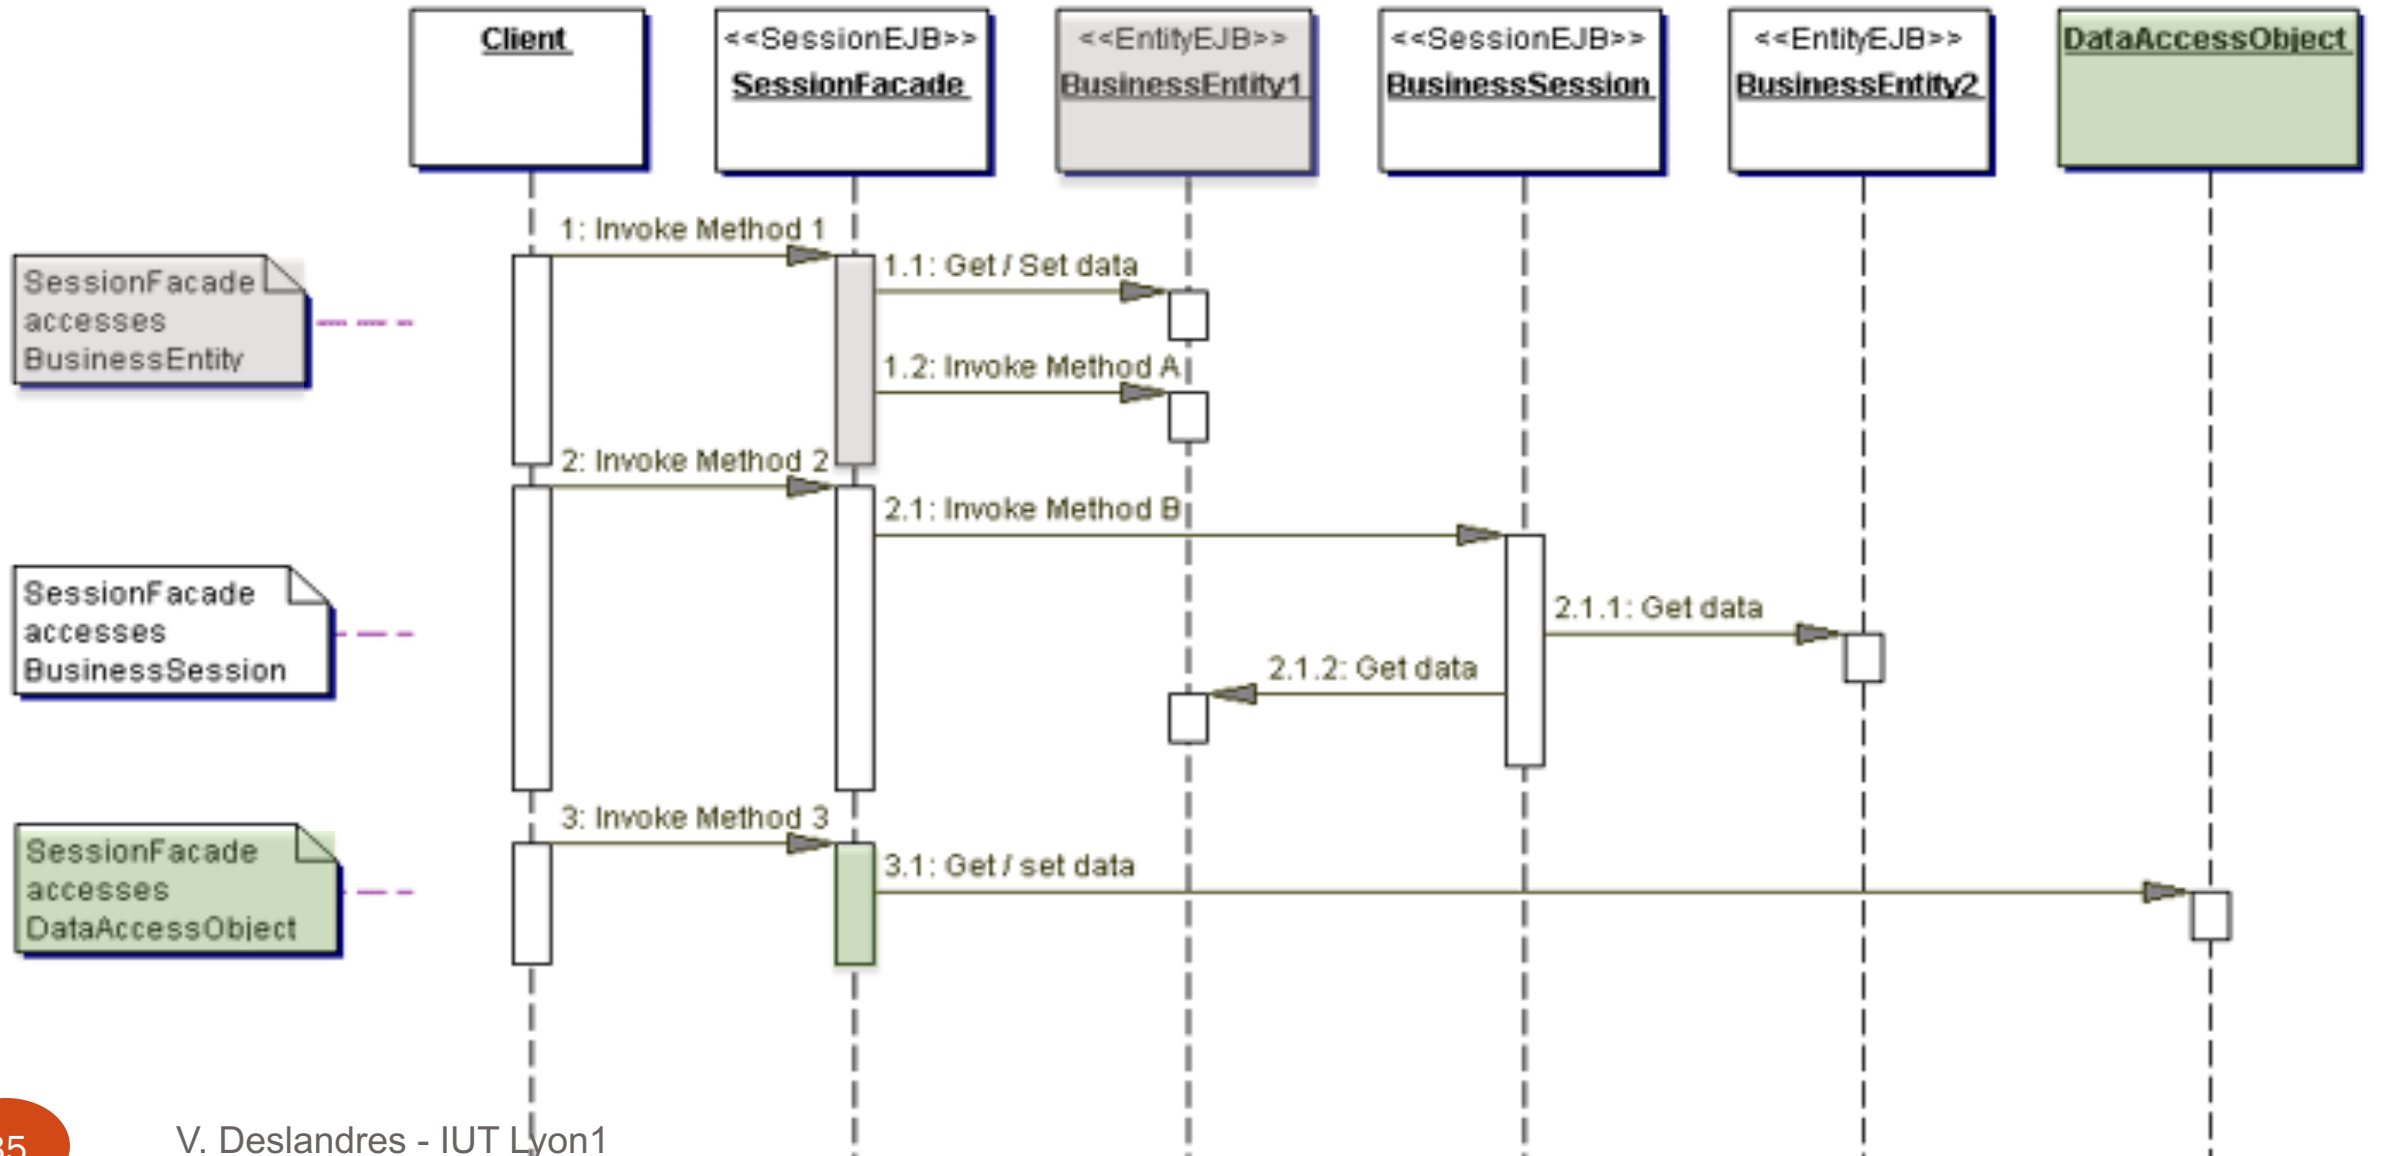 Client
<<SessionEJB>>
SessionFacade
<<EntityEJB>>
BusinessEntity1
<<SessionEJB>>
BusinessSession
<<EntityEJB>>
BusinessEntity2
DataAccessObject
1: Invoke Method 1
SessionFacade
accesses
BusinessEntity
1.1: Get / Set data
1.2: Invoke Method A
2: Invoke Method 2
2.1: Invoke Method B
SessionFacade
accesses
BusinessSession
2.1.1: Get data
2.1.2: Get data
3: Invoke Method 3
SessionFacade
accesses
DataAccessObject
3.1: Get / set data
V. Deslandres - IUT Lyon1